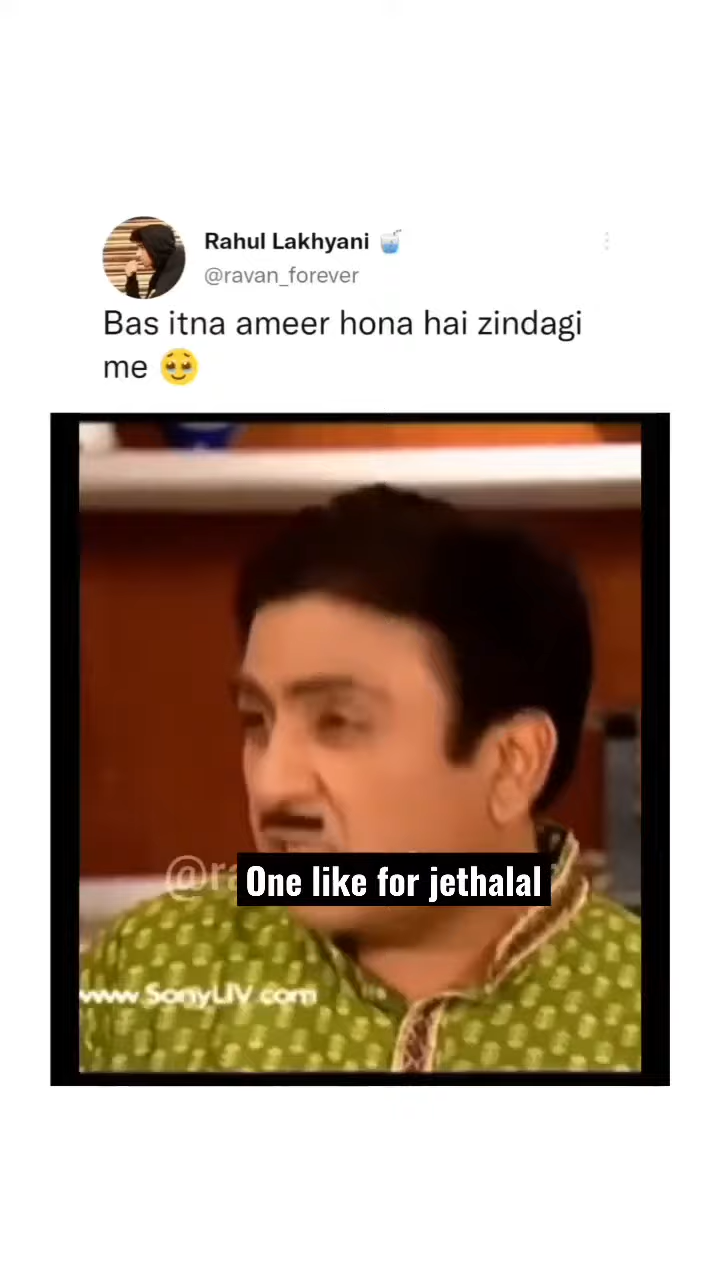 Rahul Lakhyani 🥤
@ravan_forever
Bas itna ameer hona hai zindagi
me 🥹
One like for jethalal
www.SonyLIV.com